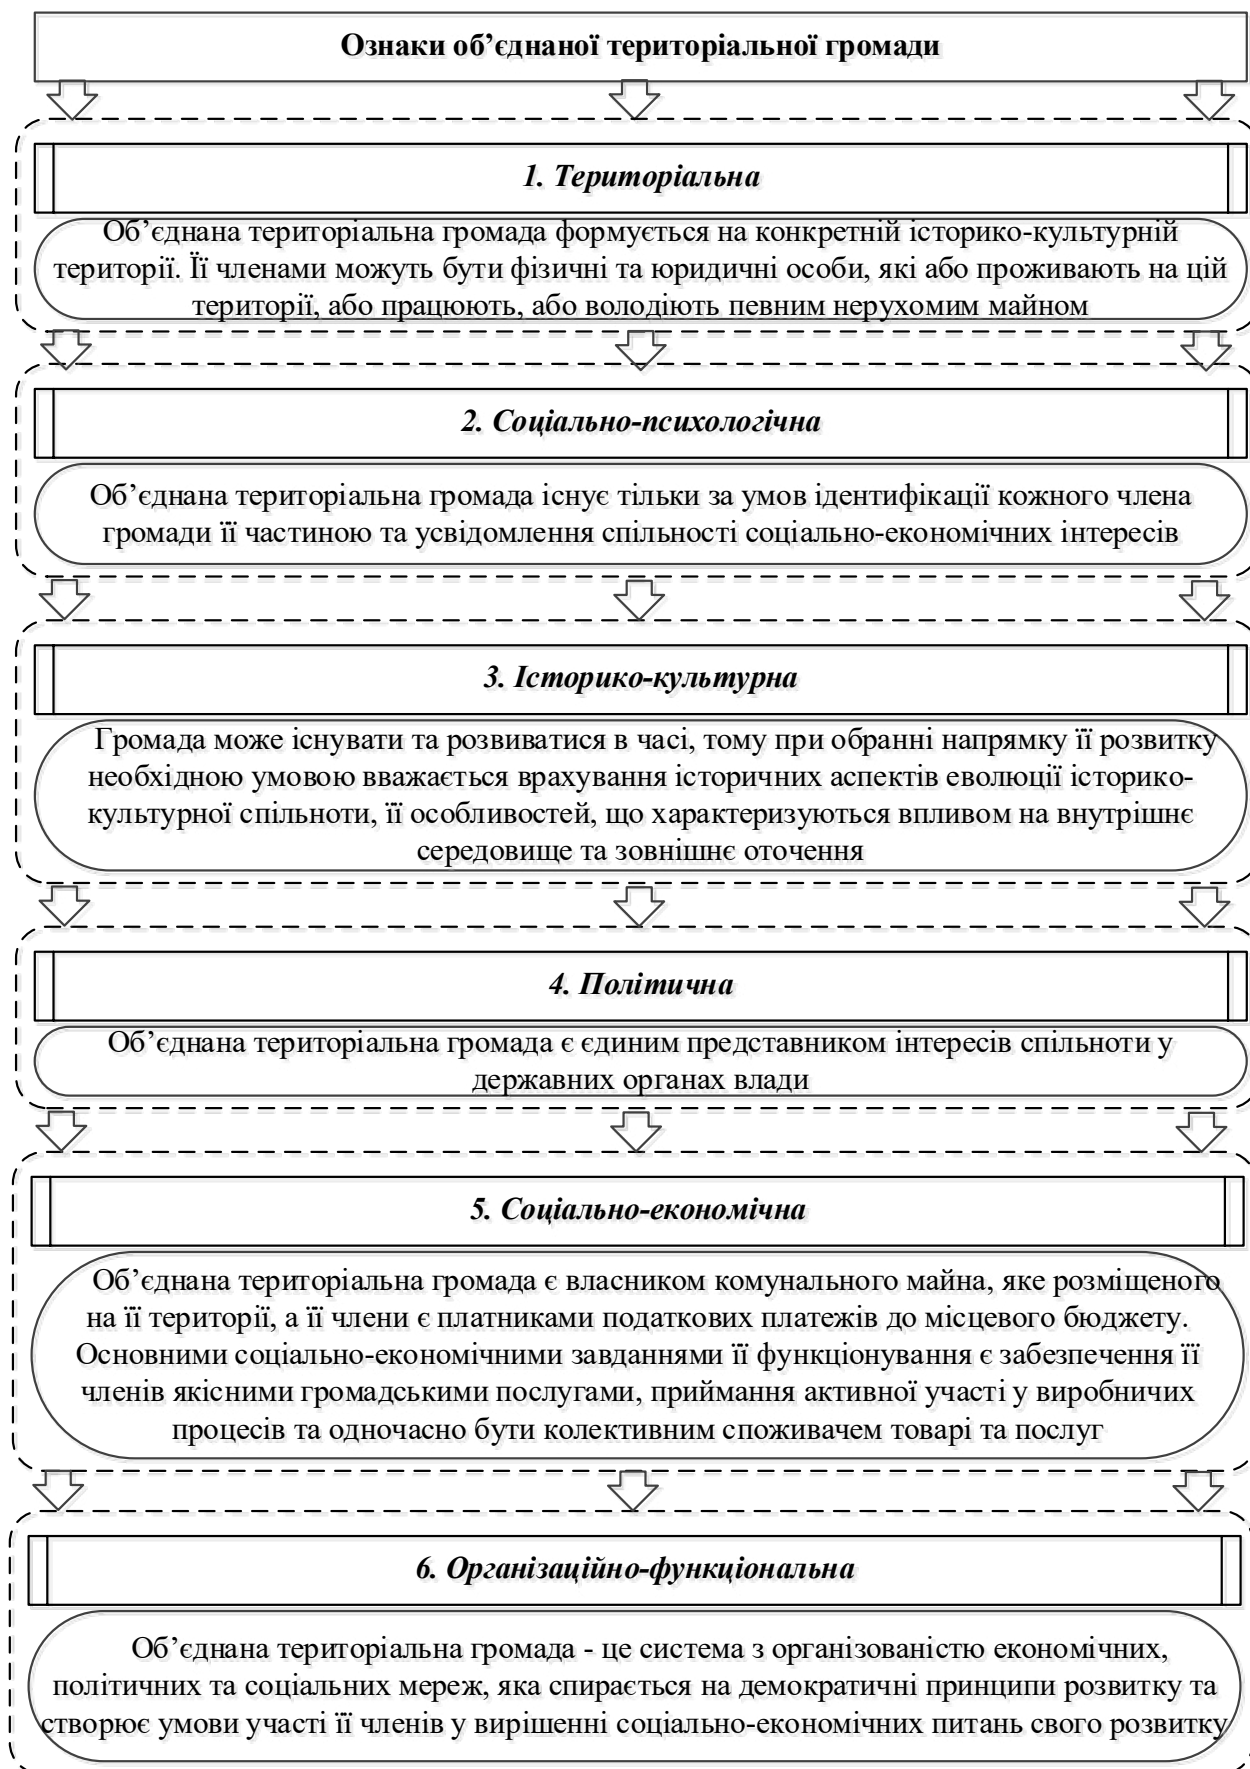 Ознаки об’єднаної територіальної громади
1. Територіальна
Об’єднана територіальна громада формується на конкретній історико-культурній
території. Її членами можуть бути фізичні та юридичні особи, які або проживають на цій
території, або працюють, або володіють певним нерухомим майном
2. Соціально-психологічна
Об’єднана територіальна громада існує тільки за умов ідентифікації кожного члена
громади її частиною та усвідомлення спільності соціально-економічних інтересів
3. Історико-культурна
Громада може існувати та розвиватися в часі, тому при обранні напрямку її розвитку
необхідною умовою вважається врахування історичних аспектів еволюції історико-
культурної спільноти, її особливостей, що характеризуються впливом на внутрішнє
середовище та зовнішнє оточення
4. Політична
Об’єднана територіальна громада є єдиним представником інтересів спільноти у
державних органах влади
5. Соціально-економічна
Об’єднана територіальна громада є власником комунального майна, яке розміщеного
на її території, а її члени є платниками податкових платежів до місцевого бюджету.
Основними соціально-економічними завданнями її функціонування є забезпечення її
членів якісними громадськими послугами, приймання активної участі у виробничих
процесів та одночасно бути колективним споживачем товарі та послуг
6. Організаційно-функціональна
Об’єднана територіальна громада - це система з організованістю економічних,
політичних та соціальних мереж, яка спирається на демократичні принципи розвитку та
створює умови участі її членів у вирішенні соціально-економічних питань свого розвитку